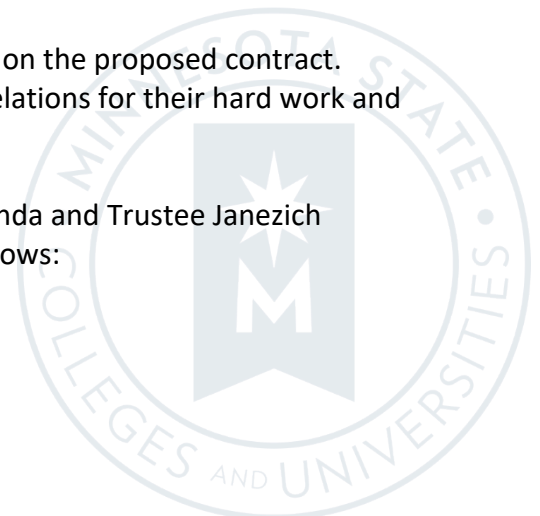 on the proposed contract.
elations for their hard work and
nda and Trustee Janezich
ows:
MINNESOTA STATE
COLLEGES AND UNIVERSITIES
M